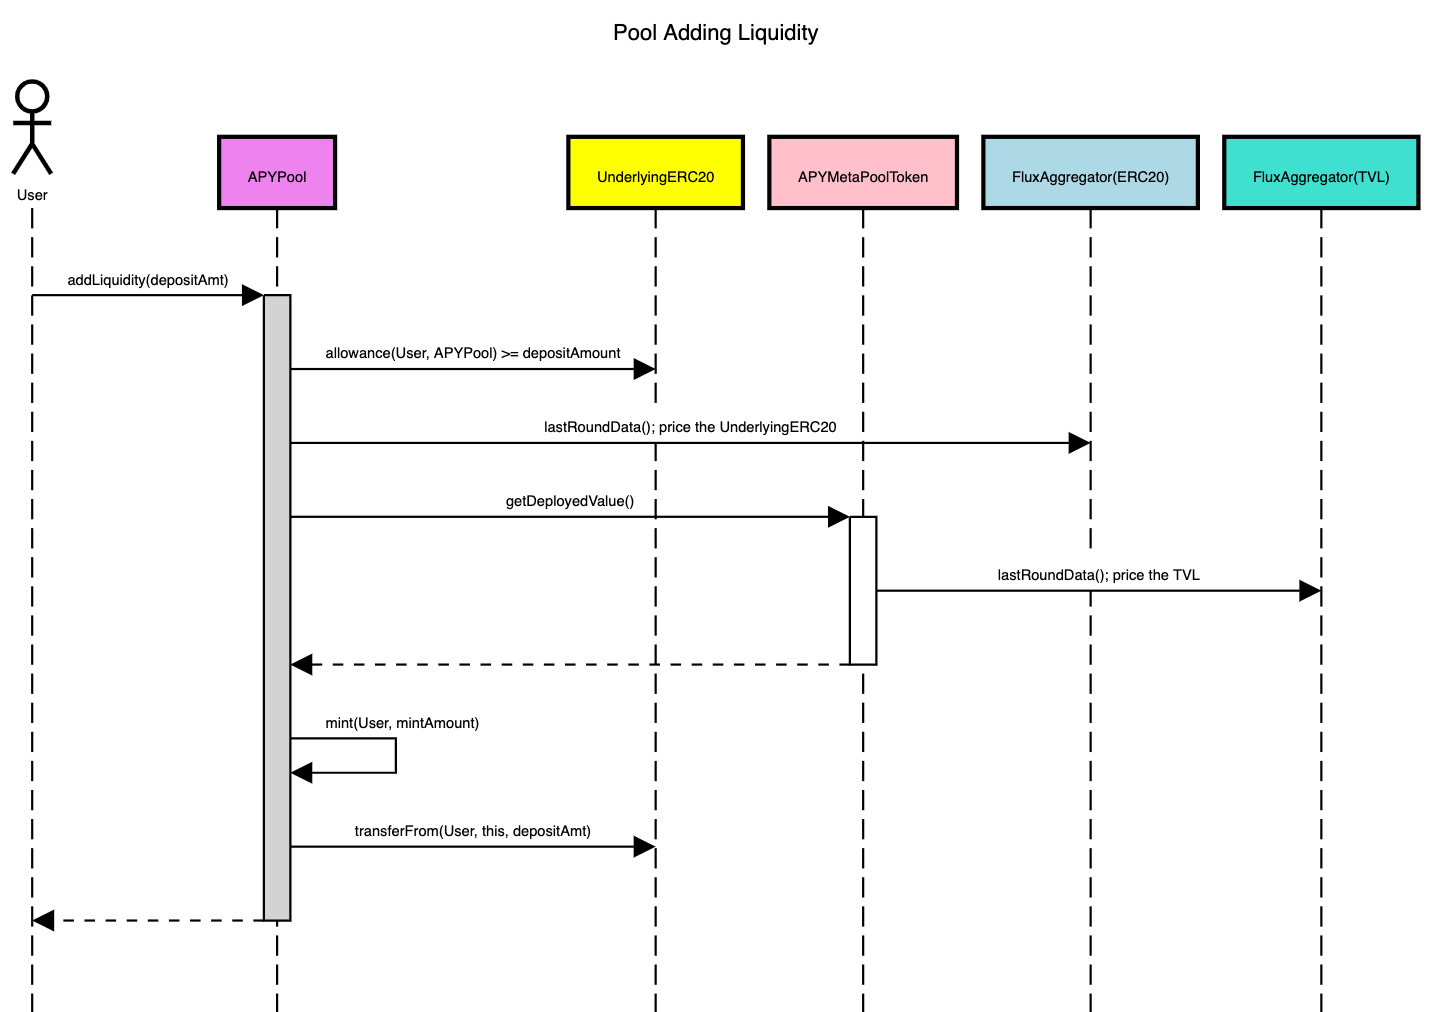 Pool Adding Liquidity
User
APYPool
UnderlyingERC20
APYMetaPoolToken
FluxAggregator(ERC20)
FluxAggregator(TVL)
addLiquidity(depositAmt)
allowance(User, APYPool) >= depositAmount
lastRoundData(); price the UnderlyingERC20
getDeployedValue()
lastRoundData(); price the TVL
mint(User, mintAmount)
transferFrom(User, this, depositAmt)